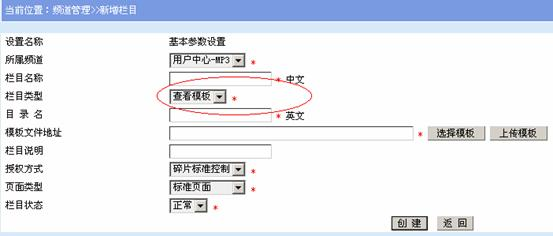 当前位置：频道管理>>新增栏目
设置名称 基本参数设置
所属频道 用户中心-MP3 *
栏目名称 * 中文
栏目类型 查看模板 *
目 录 名 * 英文
模板文件地址 * 选择模板 上传模板
栏目说明
授权方式 碎片标准控制 *
页面类型 标准页面 *
栏目状态 正常 *
创 建 返 回